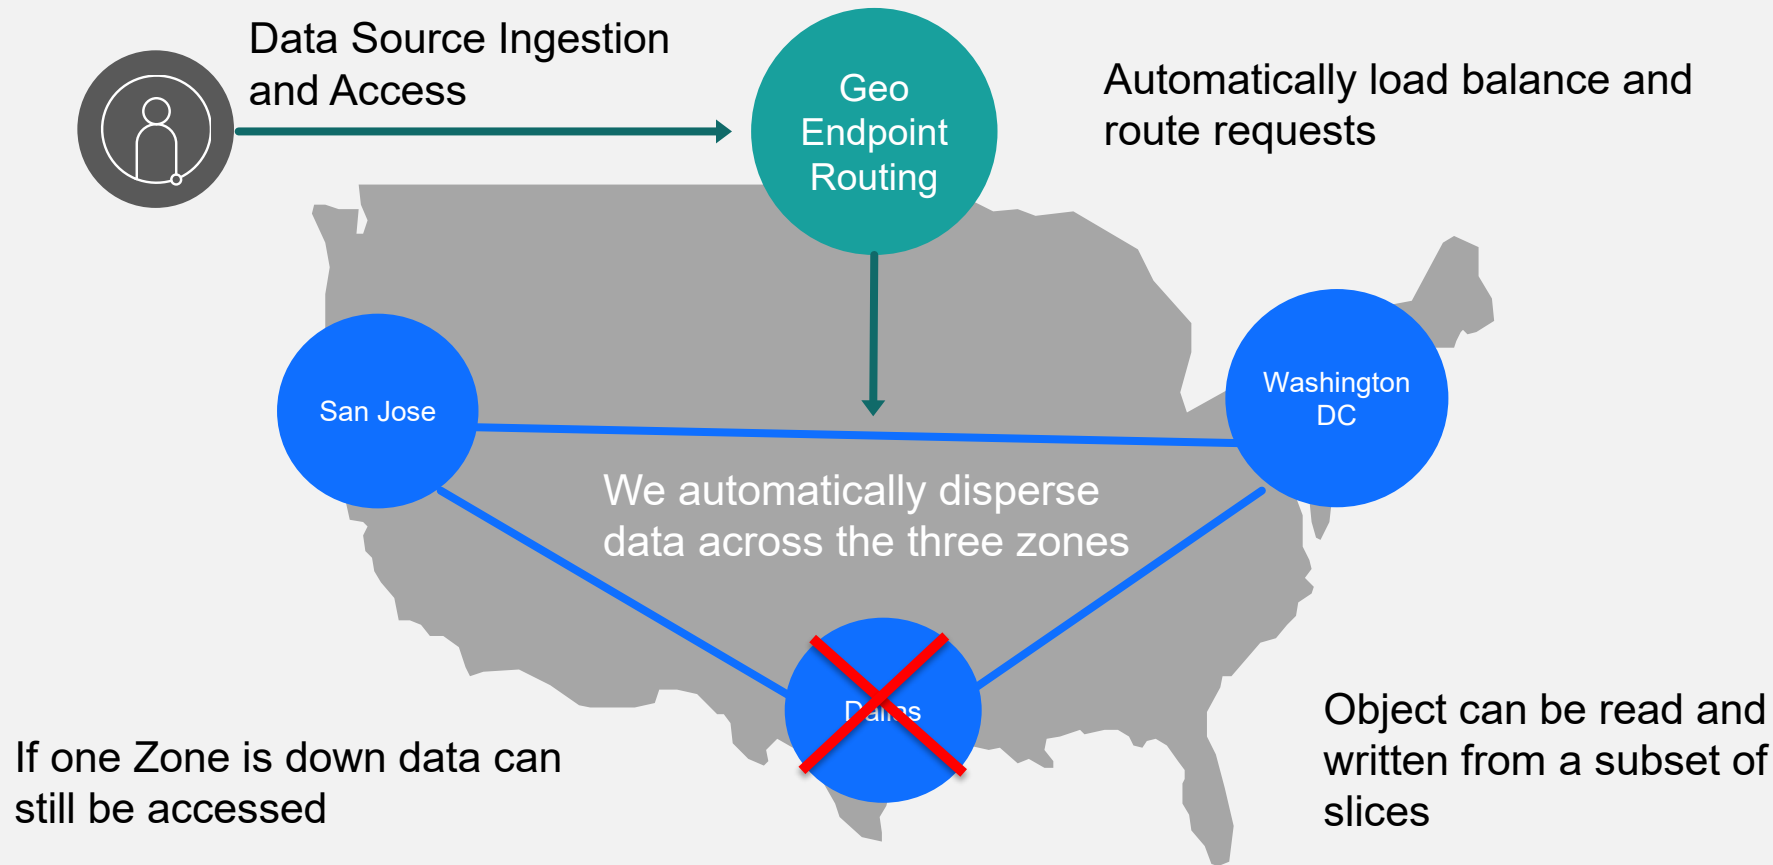 Data Source Ingestion
and Access
Geo
Endpoint
Routing
Automatically load balance and
route requests
San Jose
Washington
DC
We automatically disperse
data across the three zones
Dallas
If one Zone is down data can
still be accessed
Object can be read and
written from a subset of
slices